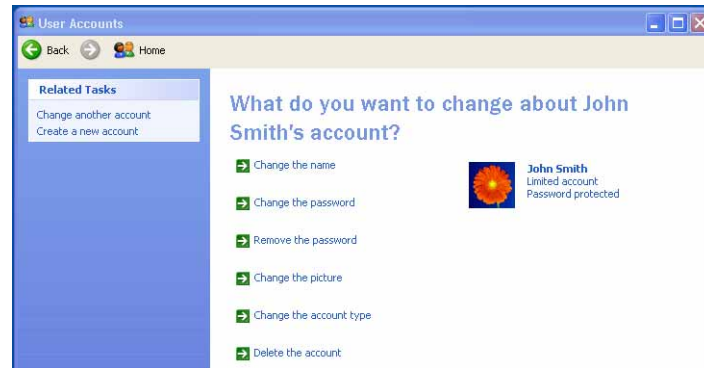 User Accounts
Back
Home
Related Tasks
Change another account
Create a new account
What do you want to change about John
Smith's account?
Change the name
Change the password
Remove the password
Change the picture
Change the account type
Delete the account
John Smith
Limited account
Password protected